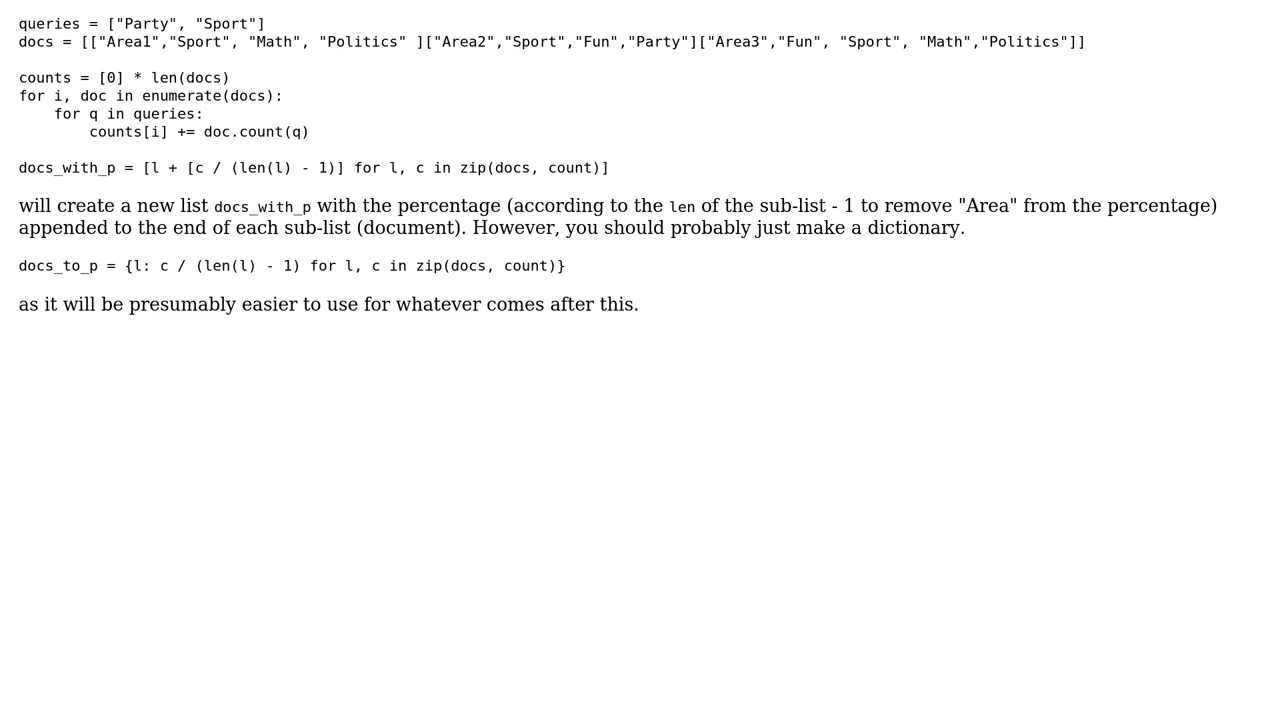 queries = ["Party", "Sport"]
docs = [["Area1","Sport", "Math", "Politics" ]["Area2","Sport","Fun","Party"]["Area3","Fun", "Sport", "Math","Politics"]]
counts = [0] * len(docs)
for i, doc in enumerate(docs):
    for q in queries:
        counts[i] += doc.count(q)
docs_with_p = [l + [c / (len(l) - 1)] for l, c in zip(docs, count)]
will create a new list docs_with_p with the percentage (according to the len of the sub-list - 1 to remove "Area" from the percentage)
appended to the end of each sub-list (document). However, you should probably just make a dictionary.
docs_to_p = {l: c / (len(l) - 1) for l, c in zip(docs, count)}
as it will be presumably easier to use for whatever comes after this.